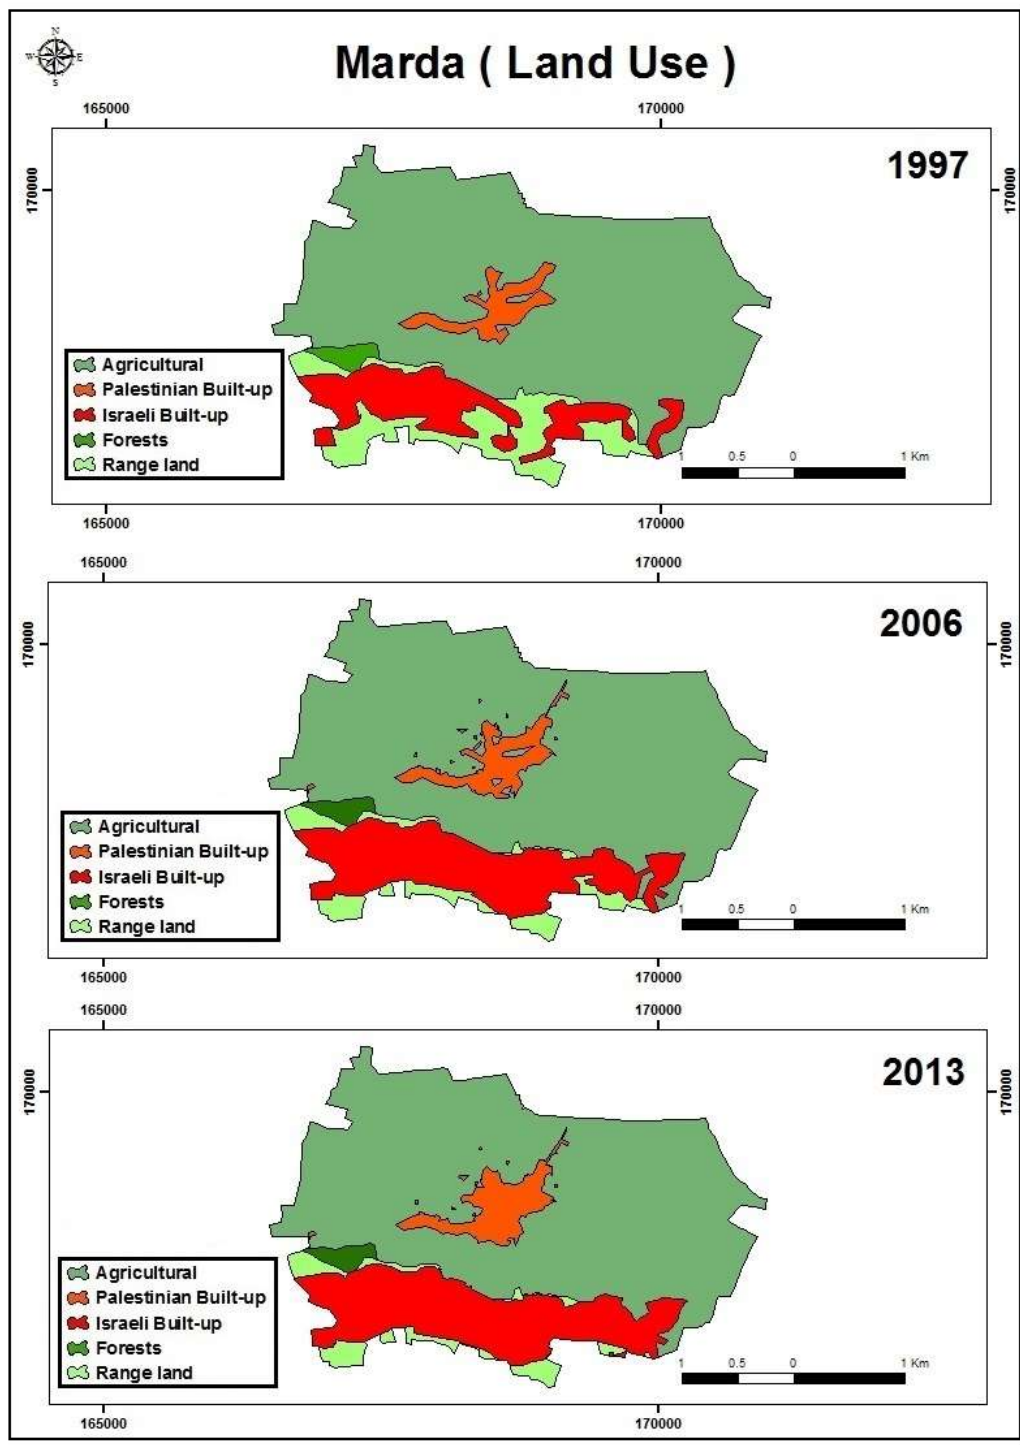 N
W E
S
Marda ( Land Use )
165000 170000
1997
170000 170000
Agricultural
Palestinian Built-up
Israeli Built-up
Forests
Range land
1 0.5 0 1 Km
165000 170000
165000 170000
2006
170000 170000
Agricultural
Palestinian Built-up
Israeli Built-up
Forests
Range land
1 0.5 0 1 Km
165000 170000
165000 170000
2013
170000 170000
Agricultural
Palestinian Built-up
Israeli Built-up
Forests
Range land
1 0.5 0 1 Km
165000 170000